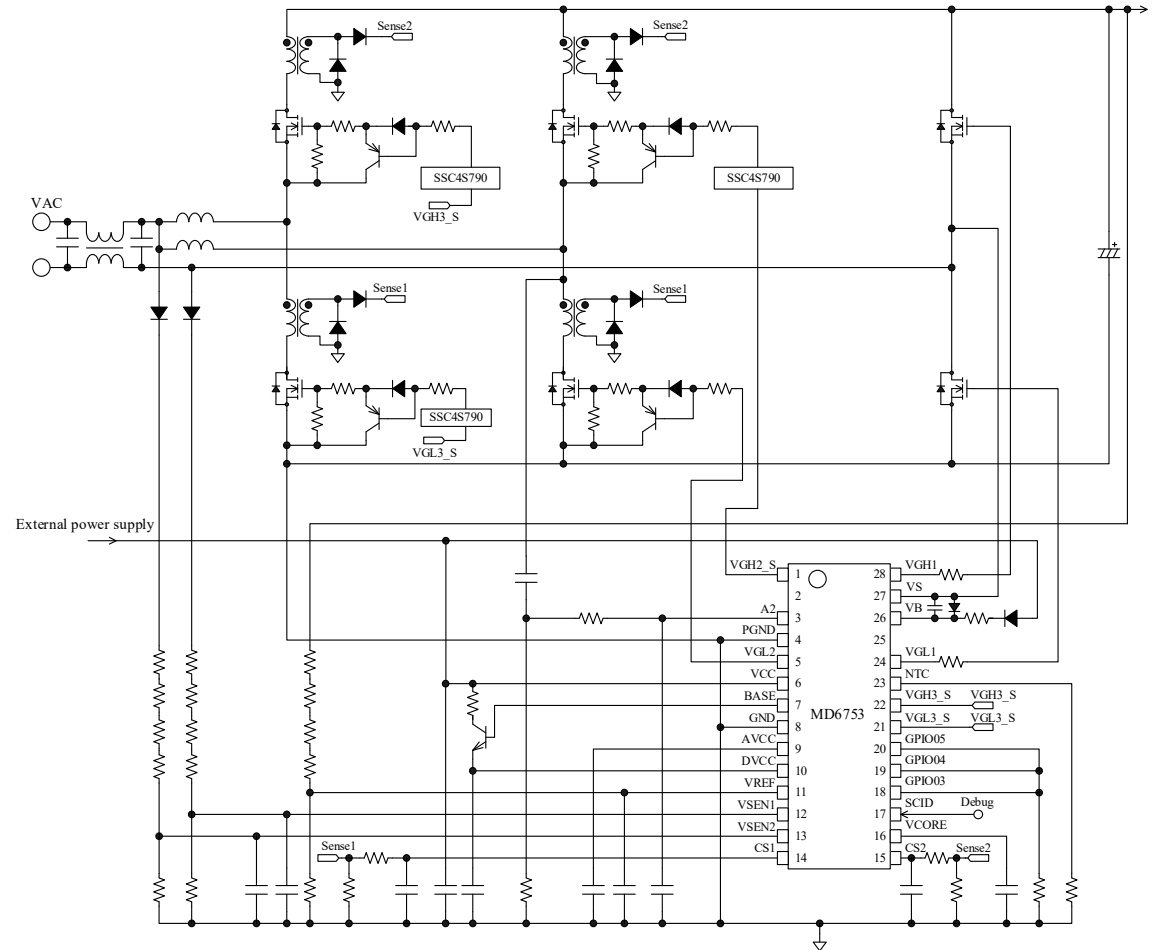 Sense2
Sense2
SSC4S790
SSC4S790
VGH3_S
VAC
+
Sense1
Sense1
SSC4S790
VGL3_S
External power supply
VGH2_S
1
28
VGH1
2
27
VS
A2
3
26
VB
PGND
4
25
VGL2
5
24
VGL1
VCC
6
23
NTC
BASE
7
MD6753
22
VGH3_S
VGH3_S
GND
8
21
VGL3_S
VGL3_S
AVCC
9
20
GPIO05
DVCC
10
19
GPIO04
VREF
11
18
GPIO03
VSEN1
12
17
SCID
Debug
VSEN2
13
16
VCORE
Sense1
CS1
14
15
CS2
Sense2